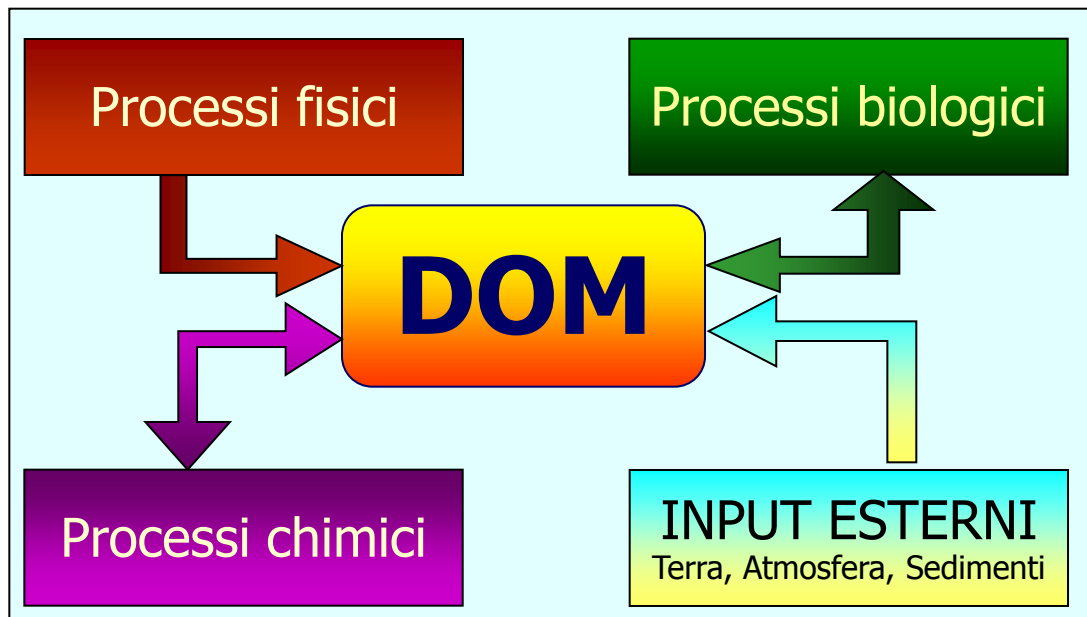 Processi fisici
Processi biologici
DOM
Processi chimici
INPUT ESTERNI
Terra, Atmosfera, Sedimenti